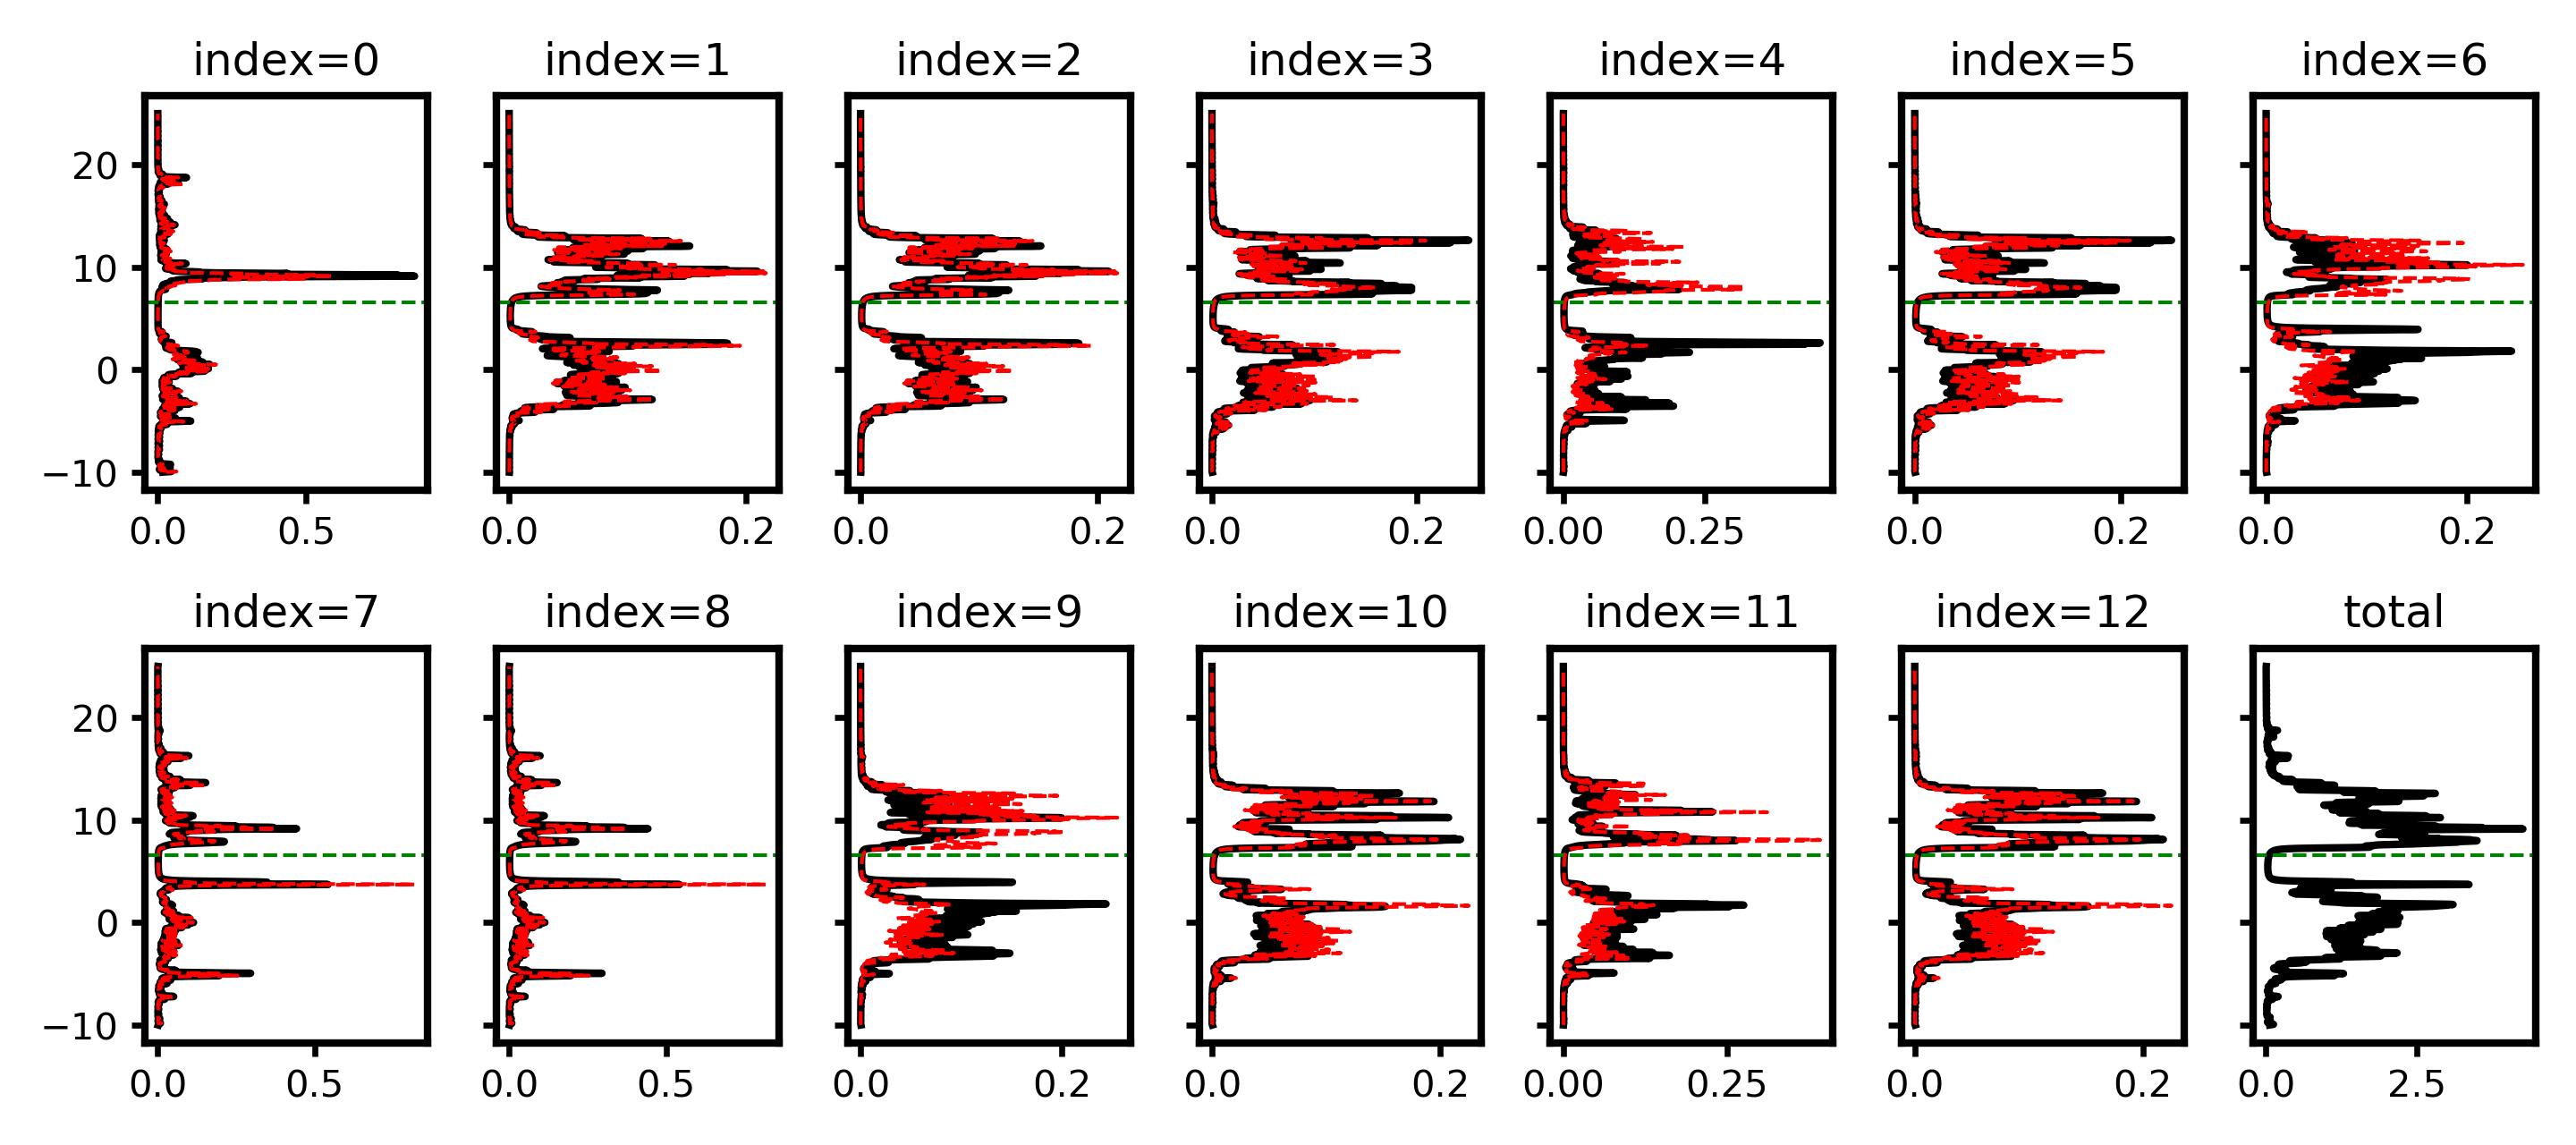 index=0 index=1 index=2 index=3 index=4 index=5 index=6
20
10
0
−10
0.0 0.5 0.0 0.2 0.0 0.2 0.0 0.2 0.00 0.25 0.0 0.2 0.0 0.2
index=7 index=8 index=9 index=10 index=11 index=12 total
20
10
0
−10
0.0 0.5 0.0 0.5 0.0 0.2 0.0 0.2 0.00 0.25 0.0 0.2 0.0 2.5